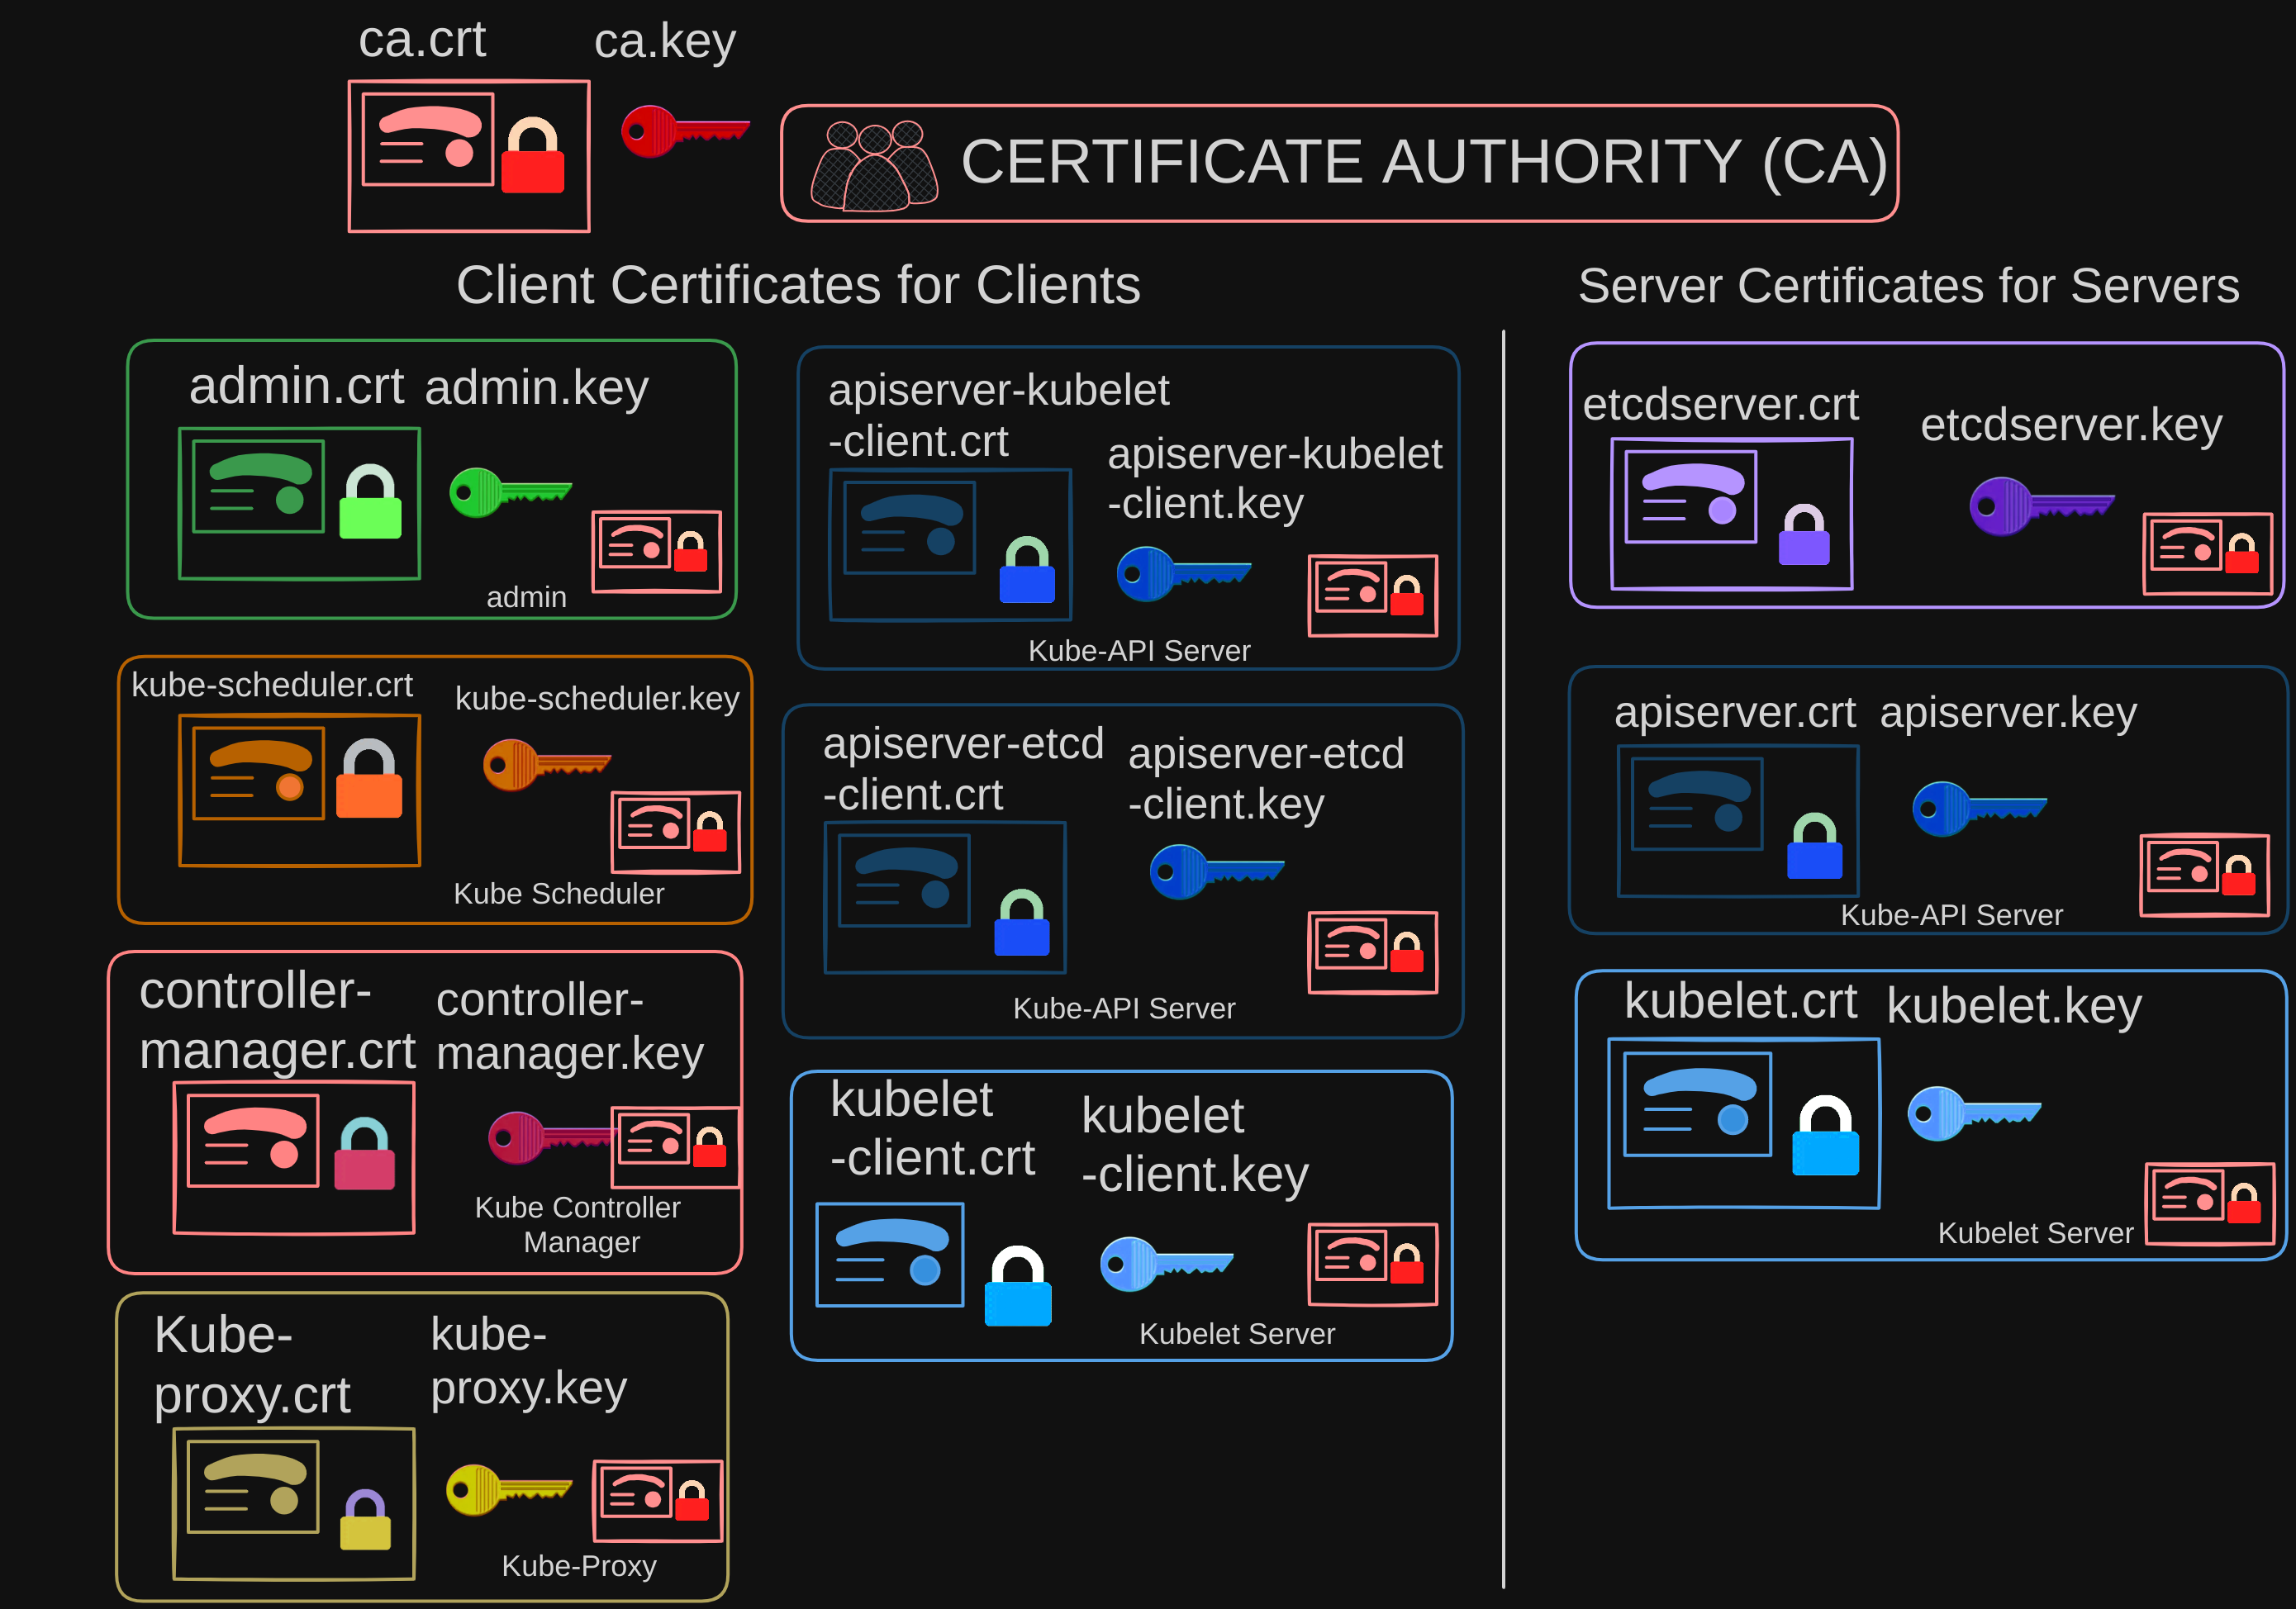 ca.crt
ca.key
CERTIFICATE AUTHORITY (CA)
Client Certificates for Clients
Server Certificates for Servers
admin.crt
admin.key
admin
kube-scheduler.crt
kube-scheduler.key
Kube Scheduler
controller-
manager.crt
controller-
manager.key
Kube Controller
Manager
Kube-
proxy.crt
kube-
proxy.key
Kube-Proxy
apiserver-kubelet
-client.crt
apiserver-kubelet
-client.key
Kube-API Server
apiserver-etcd
-client.crt
apiserver-etcd
-client.key
Kube-API Server
kubelet
-client.crt
kubelet
-client.key
Kubelet Server
etcdserver.crt
etcdserver.key
apiserver.crt
apiserver.key
Kube-API Server
kubelet.crt
kubelet.key
Kubelet Server